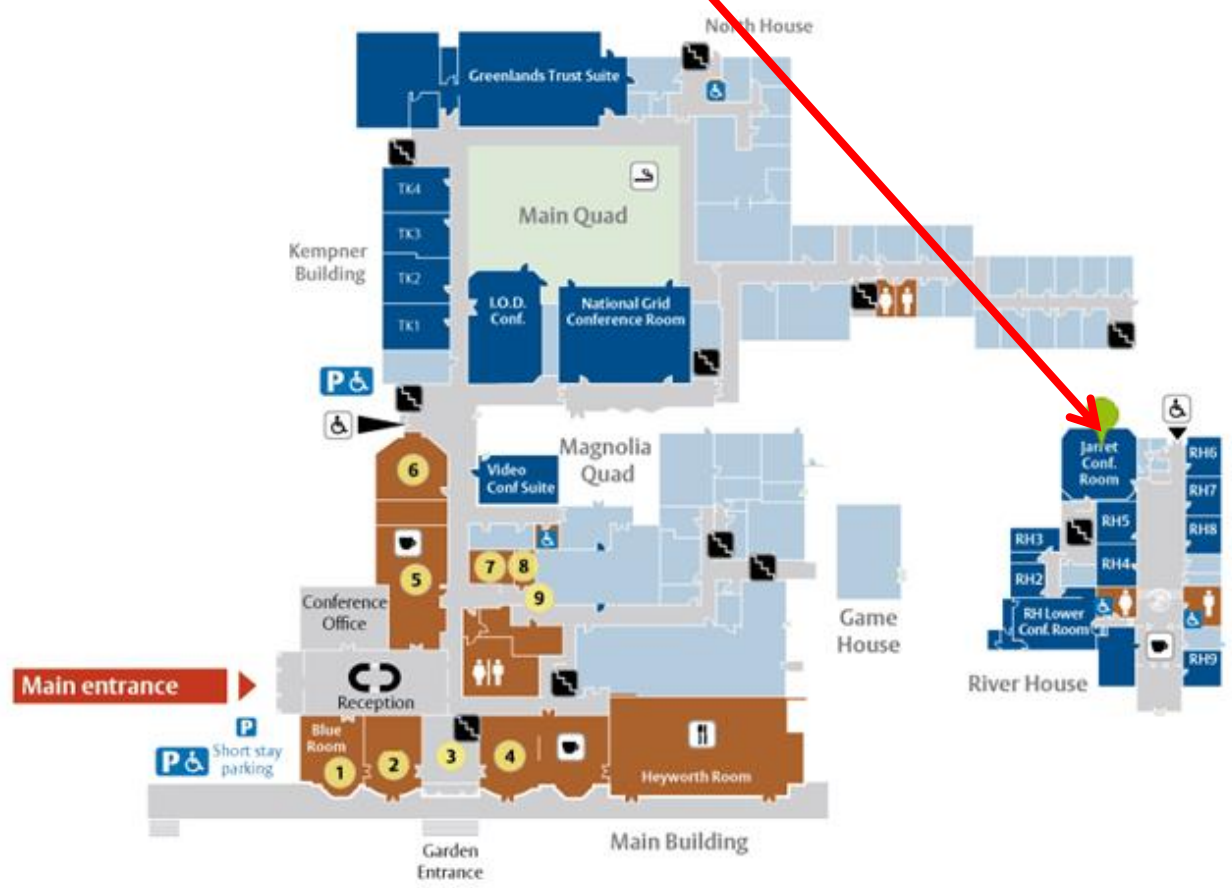 North House
Greenlands Trust Suite
TK4
Main Quad
TK3
Kempner
Building
TK2
I.O.D.
Conf.
National Grid
Conference Room
TK1
P
Jarret
Conf.
Room
RH6
Magnolia
Quad
6
Video
Conf Suite
RH7
RH5
RH8
RH3
5
7
8
RH4
RH2
9
Conference
Office
Game
House
RH Lower
Conf. Room
Main entrance
Reception
River House
RH9
P
Short stay
parking
P
Blue
Room
1
2
3
4
Heyworth Room
Main Building
Garden
Entrance